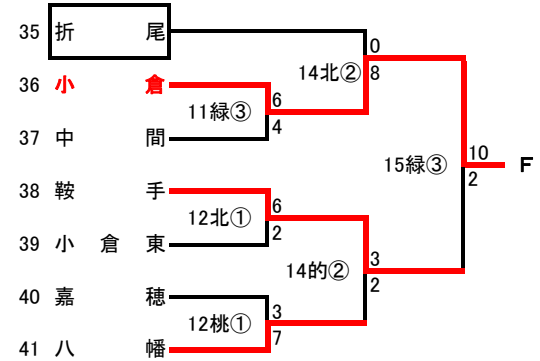 35 折尾
0
14北②
8
36 小倉
6
11緑③
4
37 中間
10
15緑③
F
2
38 鞍手
6
12北①
2
39 小倉東
3
14的②
2
40 嘉穂
3
12桃①
7
41 八幡